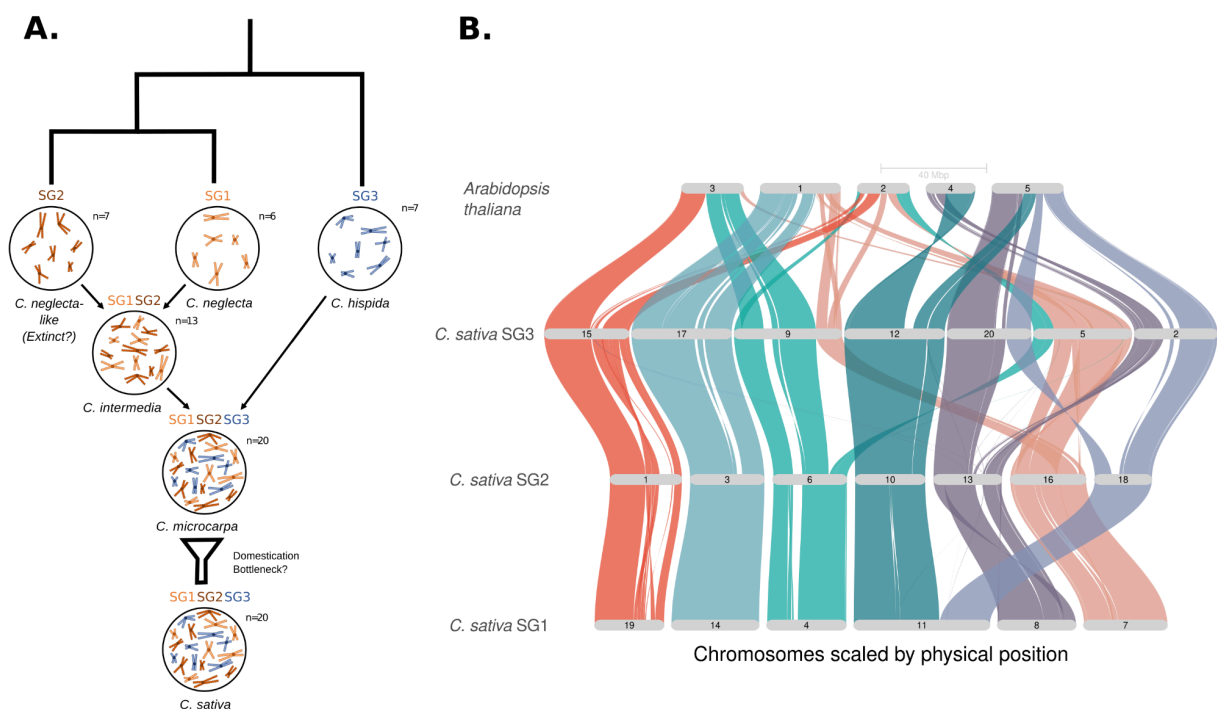 A.
SG2
SG1
SG3
n=7
n=6
n=7
C. neglecta-
like
(Extinct?)
C. neglecta
C. hispida
SG1SG2
n=13
C. intermedia
SG1SG2SG3
n=20
C. microcarpa
Domestication
Bottleneck?
SG1SG2SG3
n=20
C. sativa
B.
40 Mbp
Arabidopsis
thaliana
3 1 2 4 5
C. sativa SG3
15 17 9 12 20 5 2
C. sativa SG2
1 3 6 10 13 16 18
C. sativa SG1
19 14 4 11 8 7
Chromosomes scaled by physical position